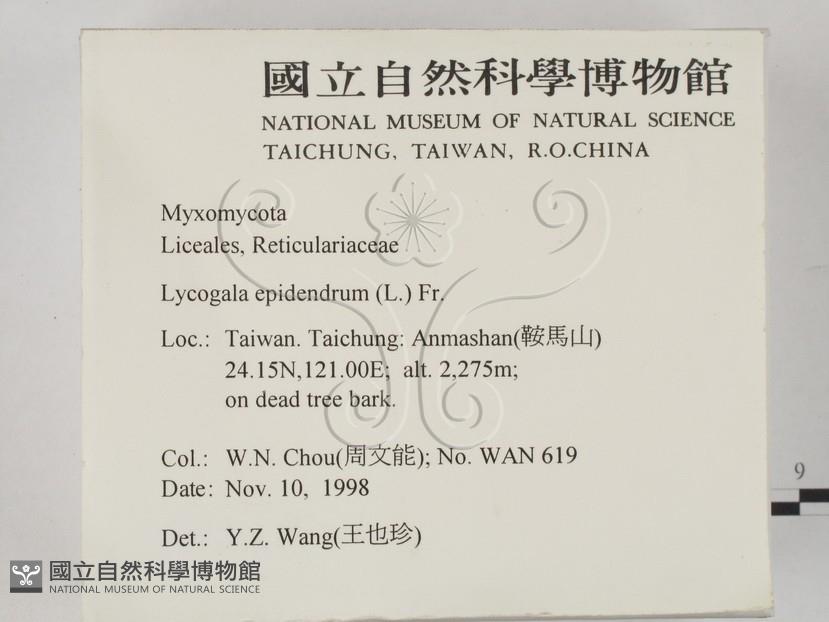 國立自然科學博物館
NATIONAL MUSEUM OF NATURAL SCIENCE
TAICHUNG, TAIWAN, R.O.CHINA
Myxomycota
Liceales, Reticulariaceae
Lycogala epidendrum (L.) Fr.
Loc.: Taiwan. Taichung: Anmashan(鞍馬山)
24.15N,121.00E; alt. 2,275m;
on dead tree bark.
Col.: W.N. Chou(周文能); No. WAN 619
Date: Nov. 10, 1998
Det.: Y.Z. Wang(王也珍)
9
國立自然科學博物館
NATIONAL MUSEUM OF NATURAL SCIENCE